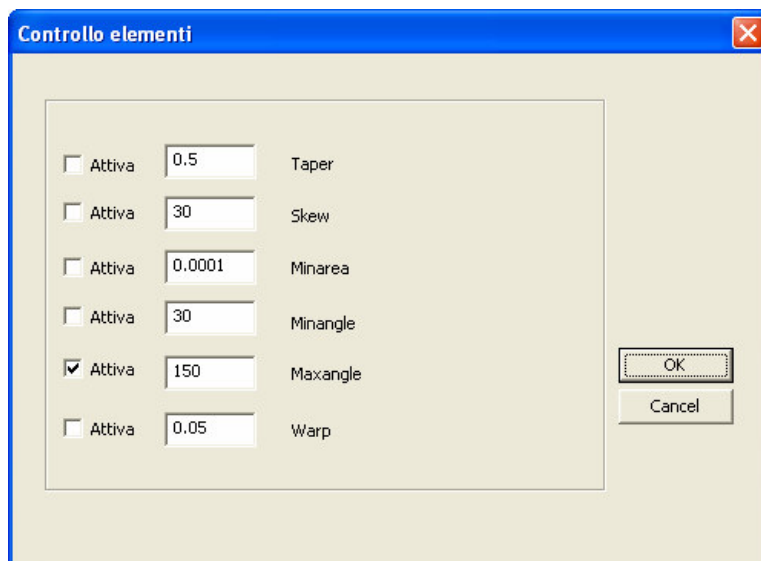 Controllo elementi
Attiva 0.5 Taper
Attiva 30 Skew
Attiva 0.0001 Minarea
Attiva 30 Minangle
Attiva 150 Maxangle
OK
Attiva 0.05 Warp
Cancel